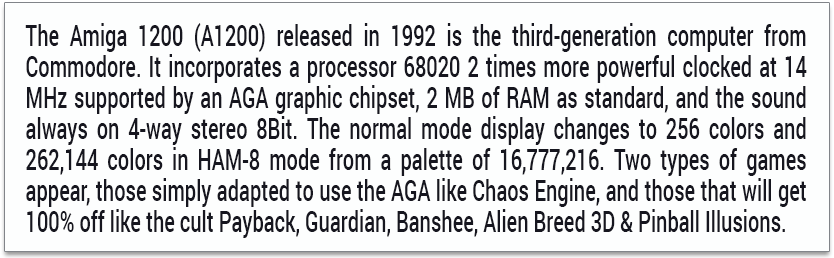 The Amiga 1200 (A1200) released in 1992 is the third-generation computer from
Commodore. It incorporates a processor 68020 2 times more powerful clocked at 14
MHz supported by an AGA graphic chipset, 2 MB of RAM as standard, and the sound
always on 4-way stereo 8Bit. The normal mode display changes to 256 colors and
262,144 colors in HAM-8 mode from a palette of 16,777,216. Two types of games
appear, those simply adapted to use the AGA like Chaos Engine, and those that will get
100% off like the cult Payback, Guardian, Banshee, Alien Breed 3D & Pinball Illusions.